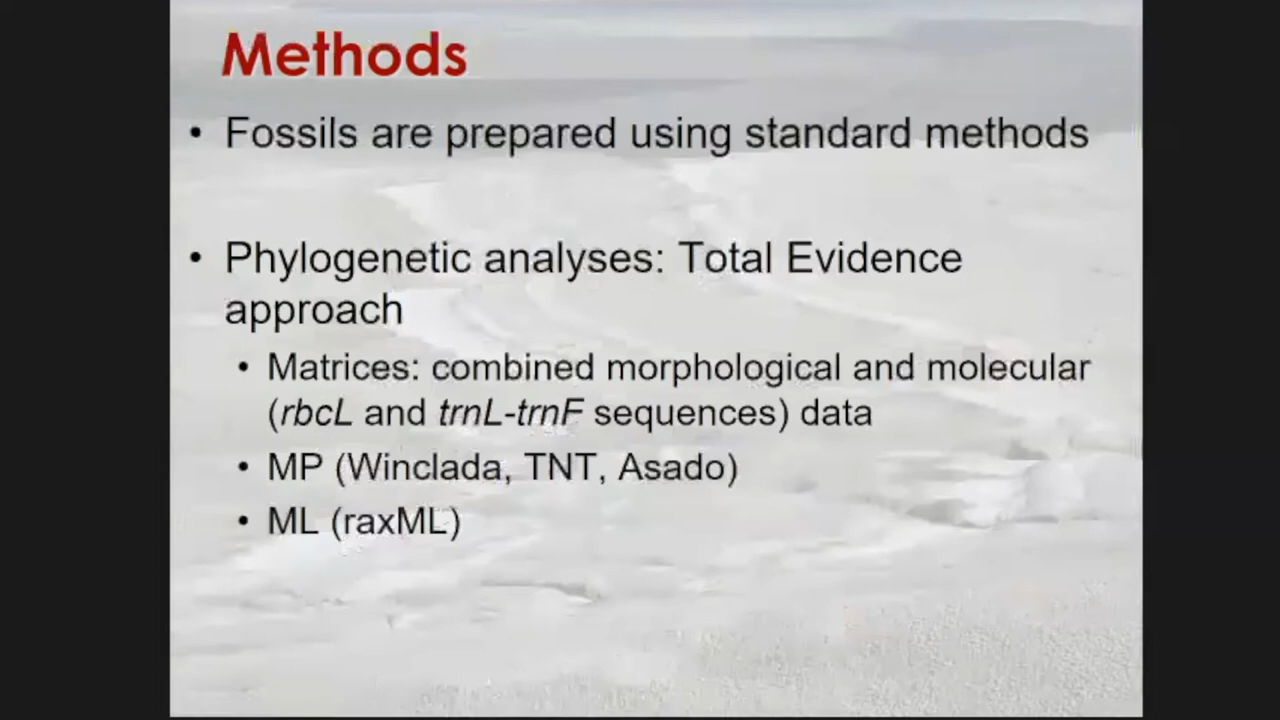 Methods
• Fossils are prepared using standard methods
• Phylogenetic analyses: Total Evidence
approach
• Matrices: combined morphological and molecular
(rbcL and trnL-trnF sequences) data
• MP (Winclada, TNT, Asado)
• ML (raxML)